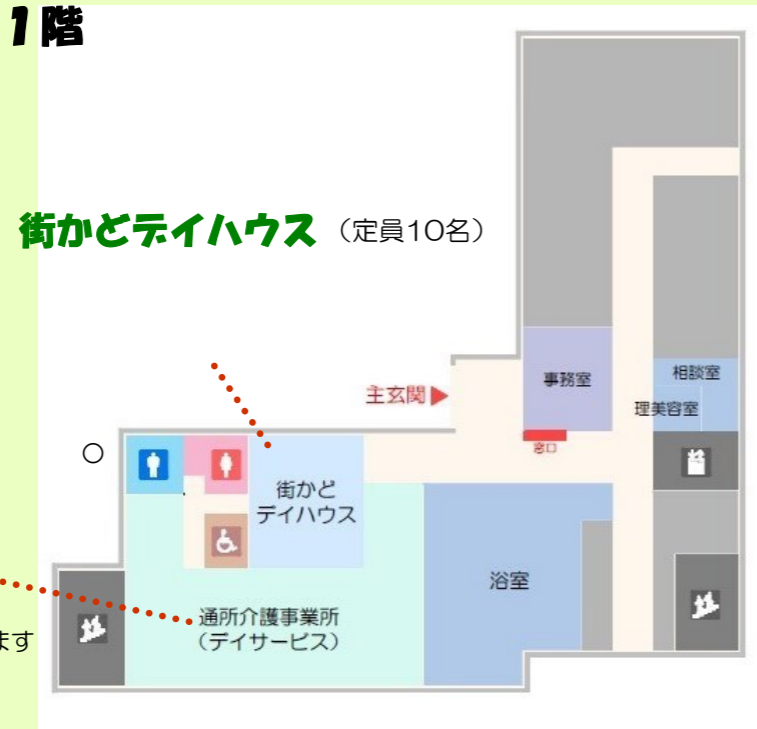 1階
街かどデイハウス（定員10名）
主玄関
事務室
相談室
理美容室
窓口
○
街かど
デイハウス
浴室
通所介護事業所
（デイサービス）
ます